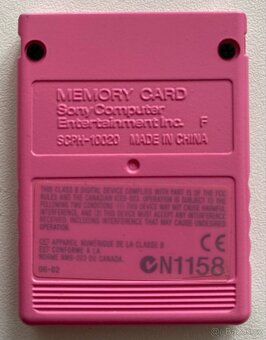 MEMORY CARD
Sony Computer
Entertainment Inc. F
SCPH-10020 MADE IN CHINA
THIS CLASS B DIGITAL DEVICE COMPLIES WITH PART 15 OF THE FCC
RULES AND THE CANADIAN ICES-003. OPERATION IS SUBJECT TO
THE FOLLOWING TWO CONDITIONS: (1) THIS DEVICE MAY NOT CAUSE HARMFUL
INTERFERENCE, AND (2) THIS DEVICE MUST ACCEPT ANY INTERFERENCE
RECEIVED, INCLUDING INTERFERENCE THAT MAY CAUSE
UNDESIRED OPERATION.
CET APPAREIL NUMÉRIQUE DE LA CLASSE B
EST CONFORME À LA
NORME NMB-003 DU CANADA.
CE
N1158